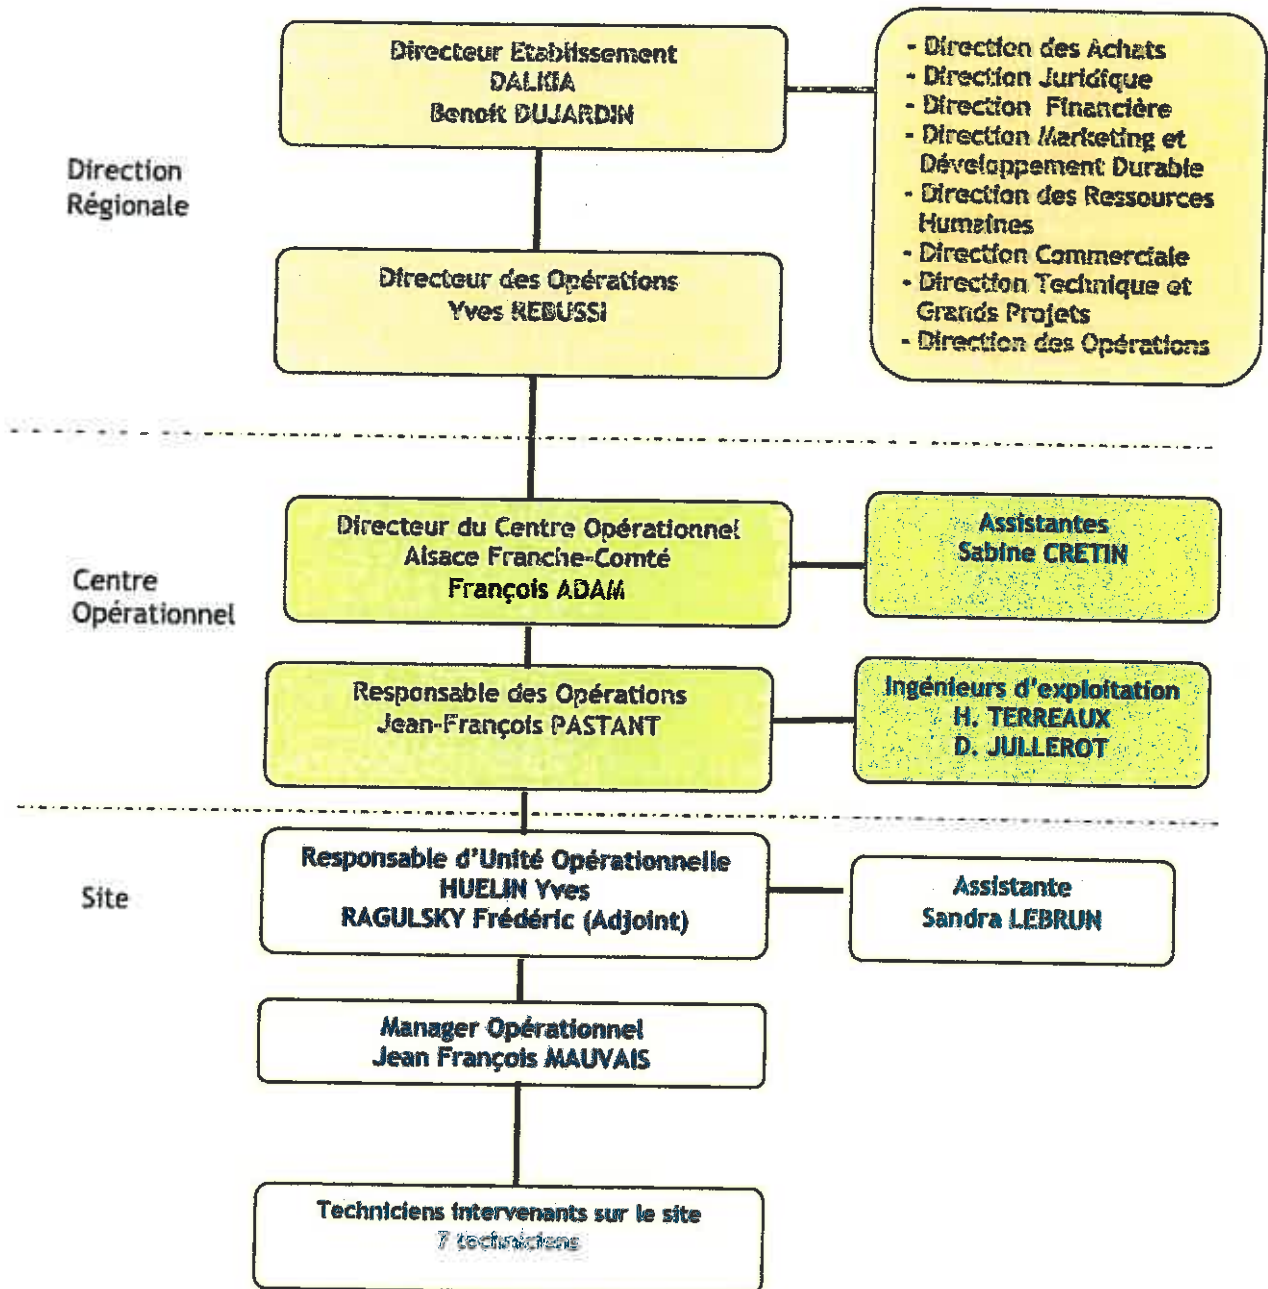 Directeur Etablissement
DALKIA
Benoit DUJARDIN
- Direction des Achats
- Direction Juridique
- Direction Financière
- Direction Marketing et
Développement Durable
- Direction des Ressources
Humaines
- Direction Commerciale
- Direction Technique et
Grands Projets
- Direction des Opérations
Direction
Régionale
Directeur des Opérations
Yves REBUSSI
Directeur du Centre Opérationnel
Alsace Franche-Comté
François ADAM
Assistantes
Sabine CRETIN
Centre
Opérationnel
Responsable des Opérations
Jean-François PASTANT
Ingénieurs d'exploitation
H. TERREAUX
D. JULLEROT
Site
Responsable d'Unité Opérationnelle
HUELIN Yves
RAGULSKY Frédéric (Adjoint)
Assistante
Sandra LEBRUN
Manager Opérationnel
Jean François MAUVAIS
Techniciens intervenants sur le site
7 techniciens